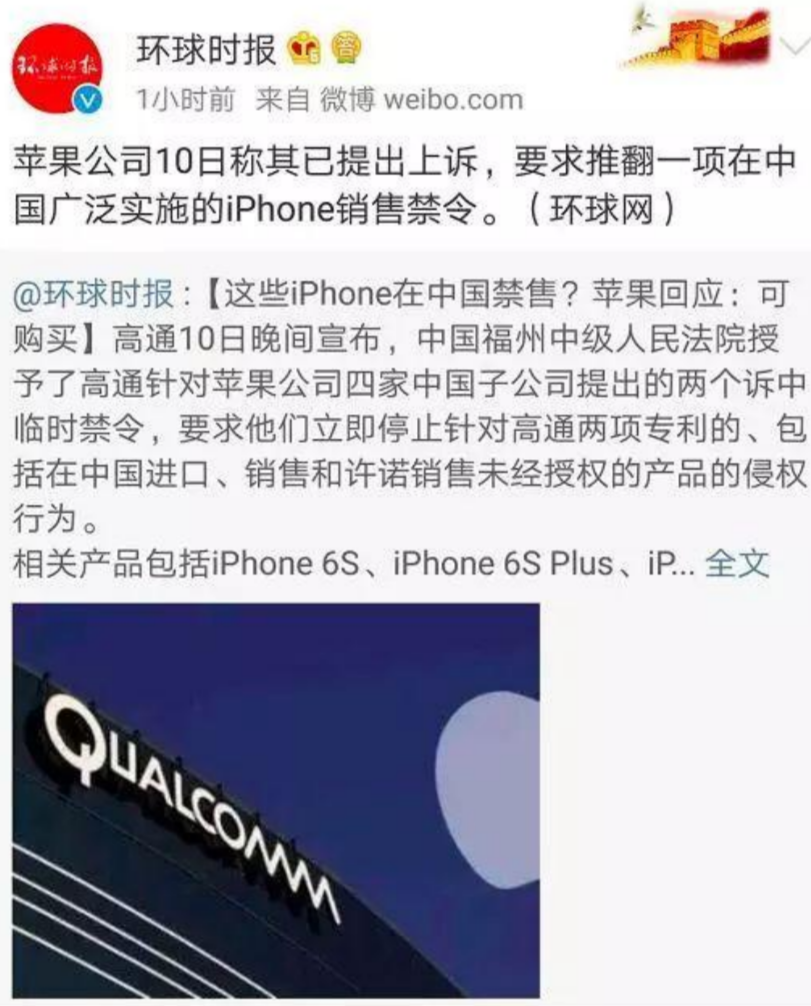 环球时报
环球时报
1小时前 来自 微博 weibo.com
苹果公司10日称其已提出上诉，要求推翻一项在中
国广泛实施的iPhone销售禁令。（环球网）
@环球时报：【这些iPhone在中国禁售？苹果回应：可
购买】高通10日晚间宣布，中国福州中级人民法院授
予了高通针对苹果公司四家中国子公司提出的两个诉中
临时禁令，要求他们立即停止针对高通两项专利的、包
括在中国进口、销售和许诺销售未经授权的产品的侵权
行为。
相关产品包括iPhone 6S、iPhone 6S Plus、iP... 全文
QUALCOMM